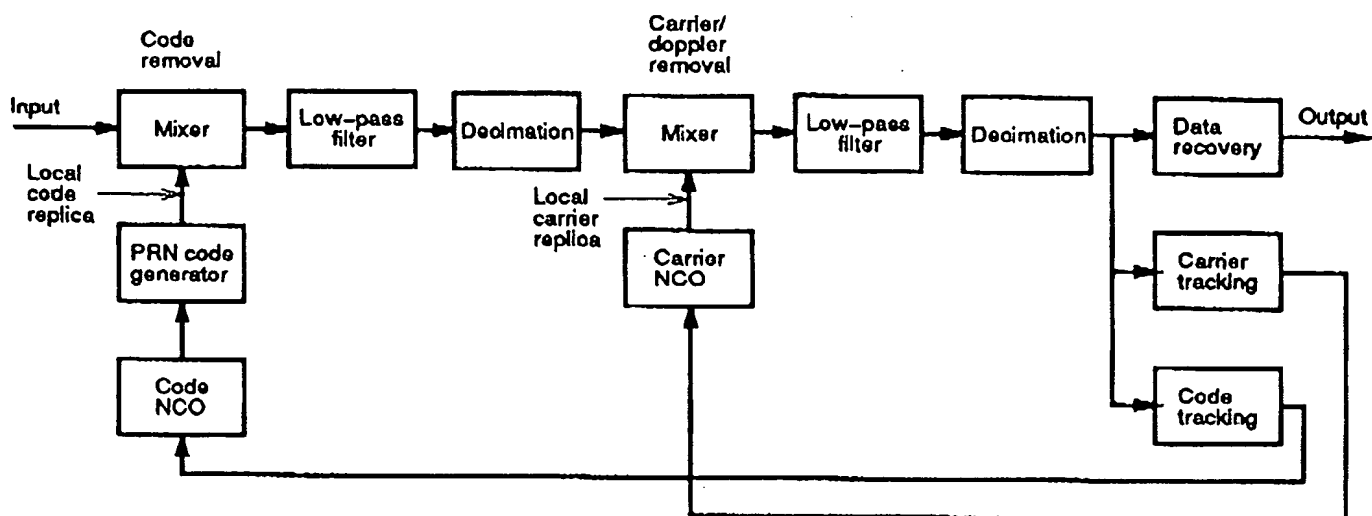 Code
removal
Carrier/
doppler
removal
Input
Mixer
Low-pass
filter
Decimation
Mixer
Low-pass
filter
Decimation
Data
recovery
Output
Local
code
replica
Local
carrier
replica
PRN code
generator
Carrier
NCO
Carrier
tracking
Code
NCO
Code
tracking